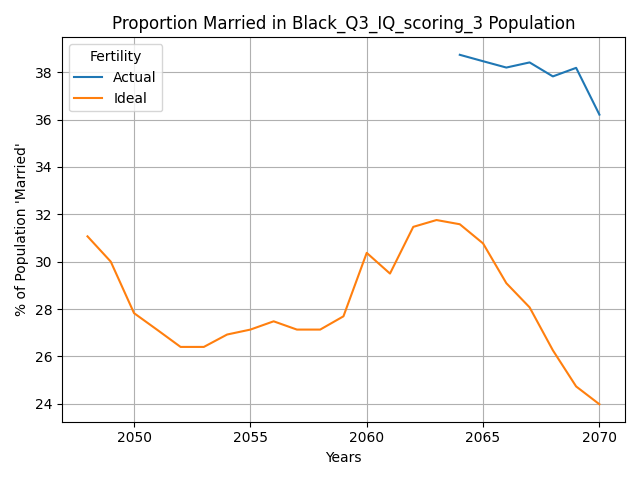 Proportion Married in Black_Q3_IQ_scoring_3 Population
Fertility
Actual
Ideal
% of Population 'Married'
38
36
34
32
30
28
26
24
2050
2055
2060
2065
2070
Years